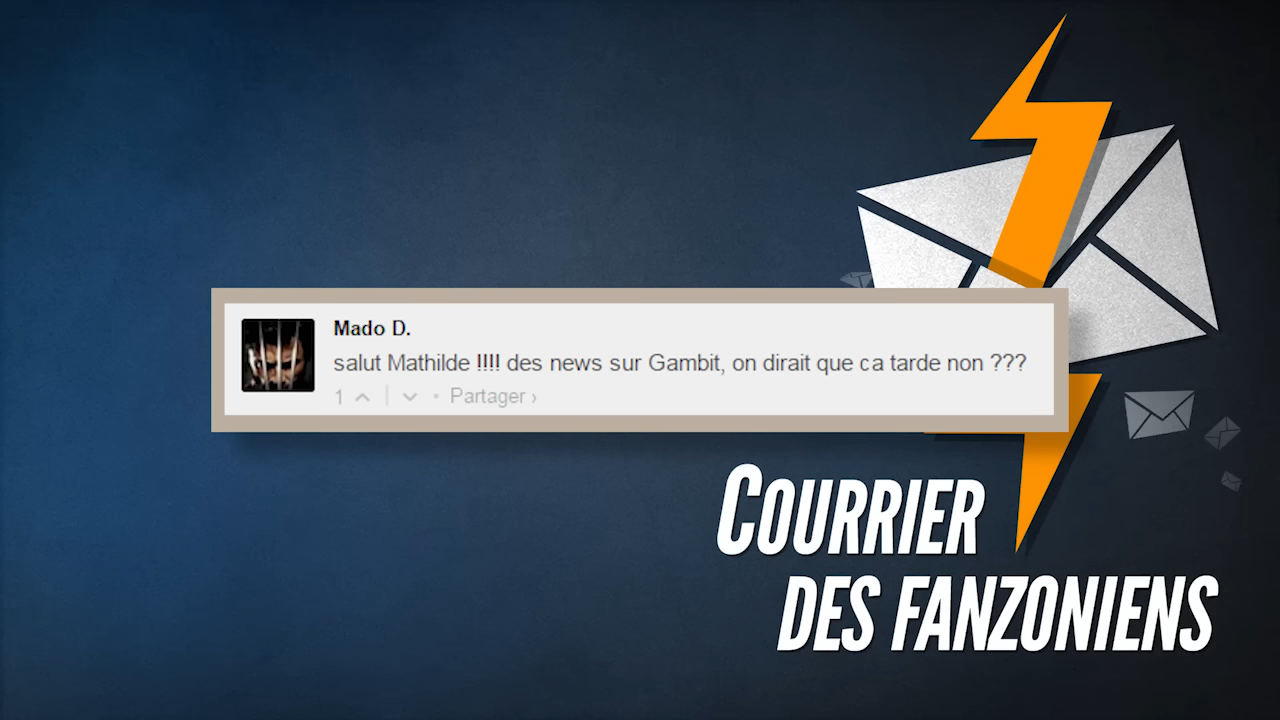 Mado D.
salut Mathilde !!!! des news sur Gambit, on dirait que ca tarde non ???
1 • Partager ›
COURRIER
DES FANZONIENS